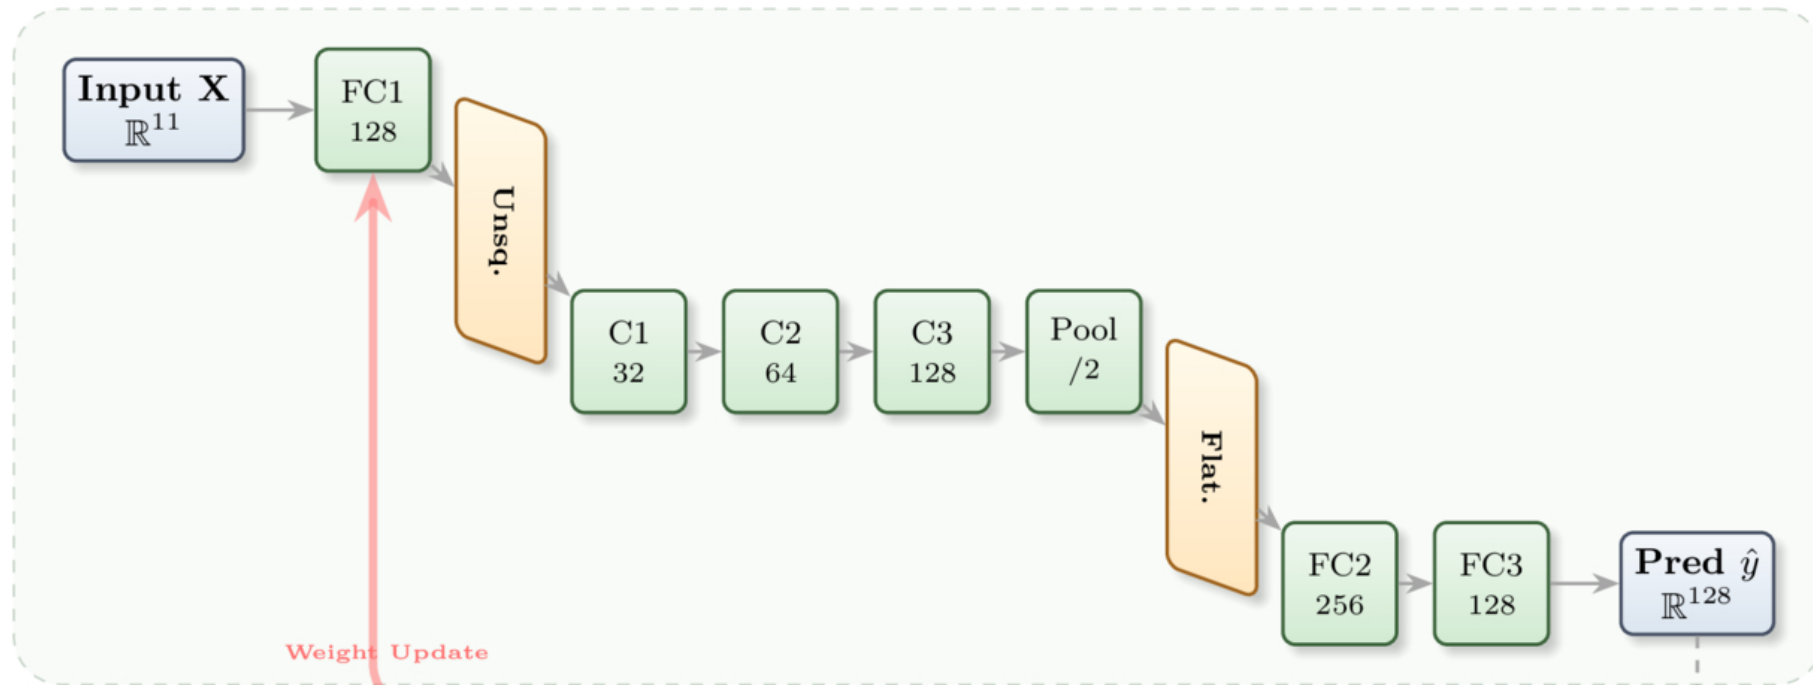 Input X
ℝ¹¹
FC1
128
Unsq.
C1
32
C2
64
C3
128
Pool
/2
Flat.
FC2
256
FC3
128
Pred ŷ
ℝ¹²⁸
Weight Update